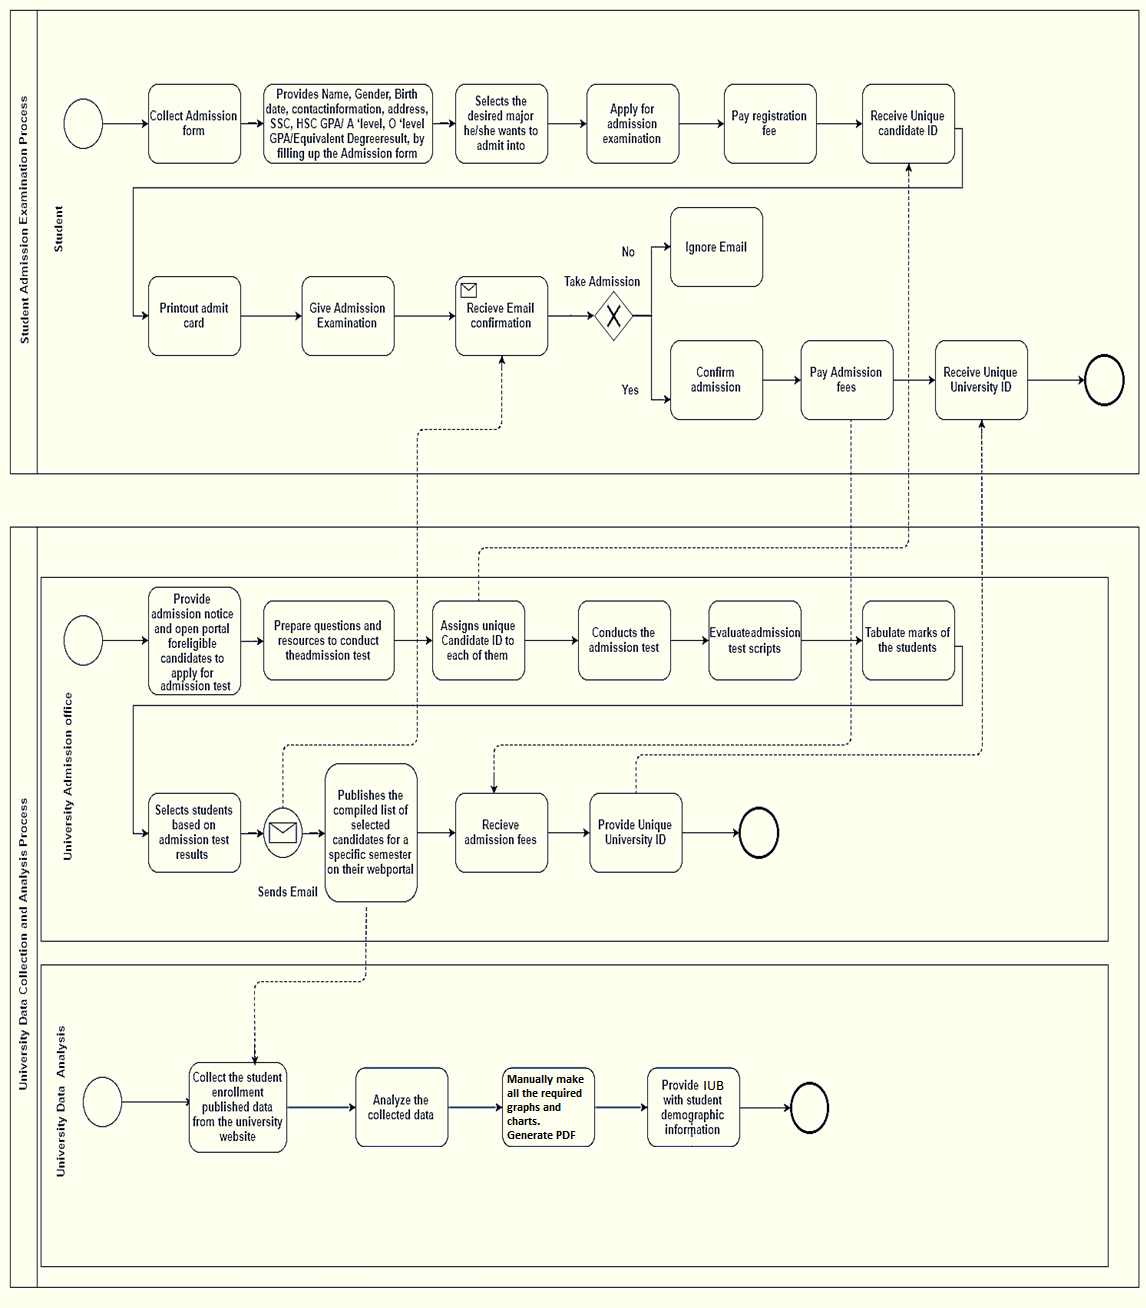 Student Admission Examination Process
Student
Collect Admission
form
Provides Name, Gender, Birth
date, contactinformation, address,
SSC, HSC GPA/ A 'level, O 'level
GPA/Equivalent Degreeresult, by
filling up the Admission form
Selects the
desired major
he/she wants to
admit into
Apply for
admission
examination
Pay registration
fee
Receive Unique
candidate ID
Printout admit
card
Give Admission
Examination
Recieve Email
confirmation
Take Admission
No
Ignore Email
Yes
Confirm
admission
Pay Admission
fees
Receive Unique
University ID
University Data Collection and Analysis Process
University Admission office
Provide
admission notice
and open portal
foreligible
candidates to
apply for
admission test
Prepare questions and
resources to conduct
theadmission test
Assigns unique
Candidate ID to
each of them
Conducts the
admission test
Evaluateadmission
test scripts
Tabulate marks of
the students
Selects students
based on
admission test
results
Sends Email
Publishes the
compiled list of
selected
candidates for a
specific semester
on their webportal
Recieve
admission fees
Provide Unique
University ID
University Data Analysis
Collect the student
enrollment
published data
from the university
website
Analyze the
collected data
Manually make
all the required
graphs and
charts.
Generate PDF
Provide IUB
with student
demographic
information